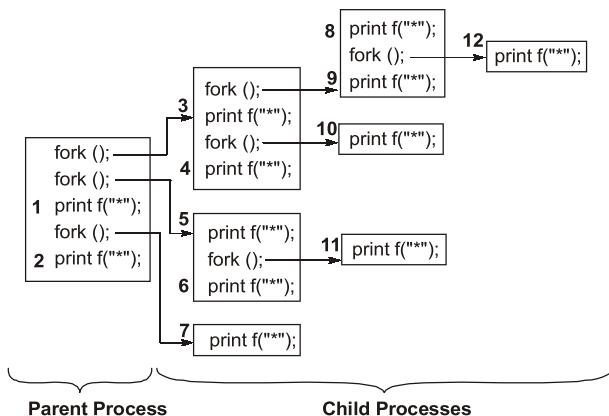 8 print f("*");
fork ();
9 print f("*");
12 print f("*");
3 fork ();
print f("*");
fork ();
4 print f("*");
10 print f("*");
fork ();
fork ();
1 print f("*");
fork ();
2 print f("*");
5 print f("*");
fork ();
6 print f("*");
11 print f("*");
7 print f("*");
Parent Process
Child Processes